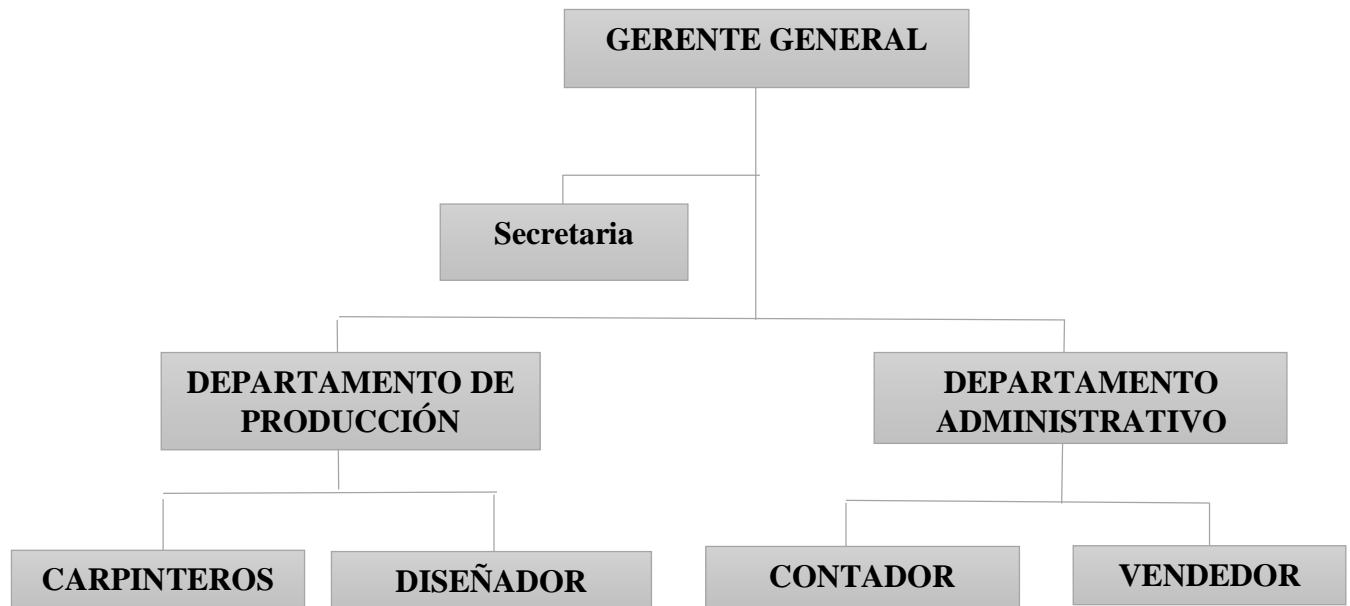 GERENTE GENERAL
Secretaria
DEPARTAMENTO DE
PRODUCCIÓN
DEPARTAMENTO
ADMINISTRATIVO
CARPINTEROS
DISEÑADOR
CONTADOR
VENDEDOR